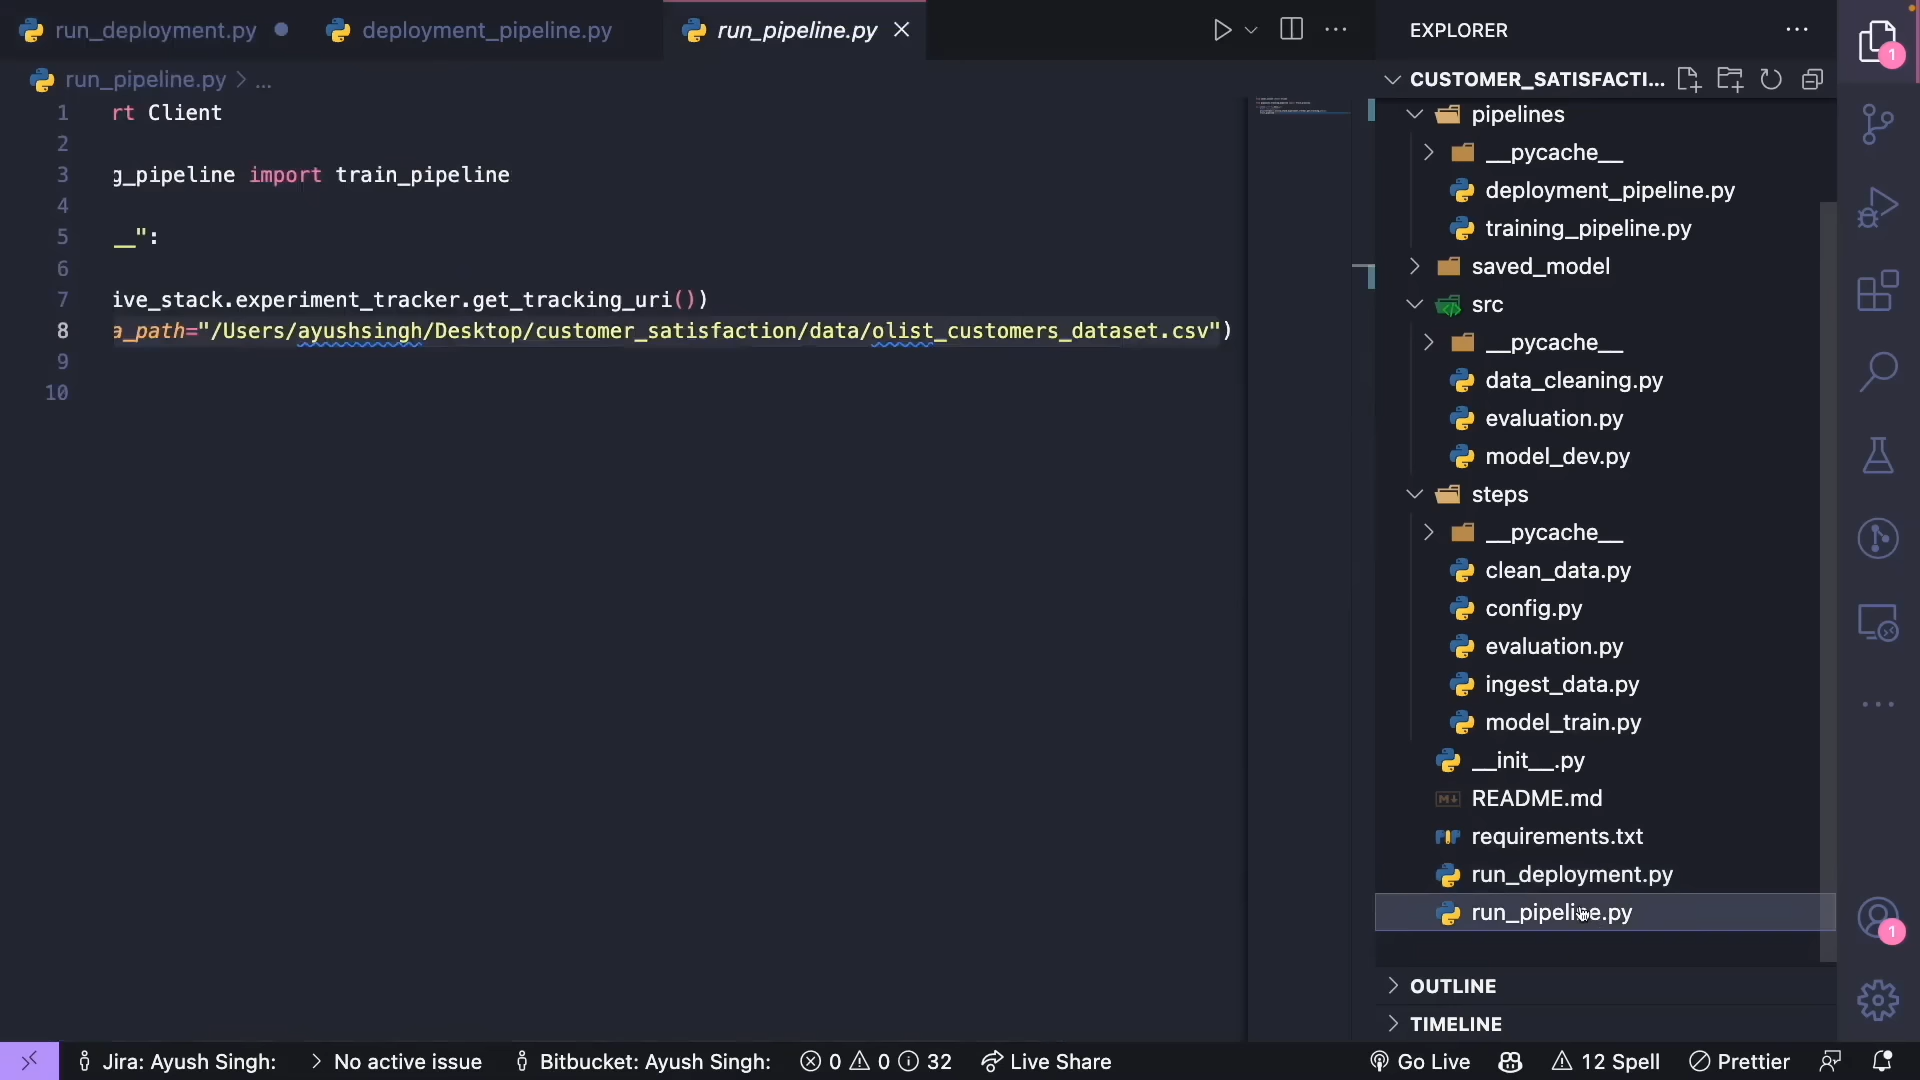 run_deployment.py
deployment_pipeline.py
run_pipeline.py
EXPLORER
run_pipeline.py > ...
1 rt Client
2
3 g_pipeline import train_pipeline
4
5 __":
6
7 ive_stack.experiment_tracker.get_tracking_uri())
8 a_path="/Users/ayushsingh/Desktop/customer_satisfaction/data/olist_customers_dataset.csv")
9
10
CUSTOMER_SATISFACTI...
pipelines
__pycache__
deployment_pipeline.py
training_pipeline.py
saved_model
src
__pycache__
data_cleaning.py
evaluation.py
model_dev.py
steps
__pycache__
clean_data.py
config.py
evaluation.py
ingest_data.py
model_train.py
__init__.py
README.md
requirements.txt
run_deployment.py
run_pipeline.py
OUTLINE
TIMELINE
1
1
Jira: Ayush Singh: > No active issue Bitbucket: Ayush Singh: 0 0 32 Live Share Go Live 12 Spell Prettier